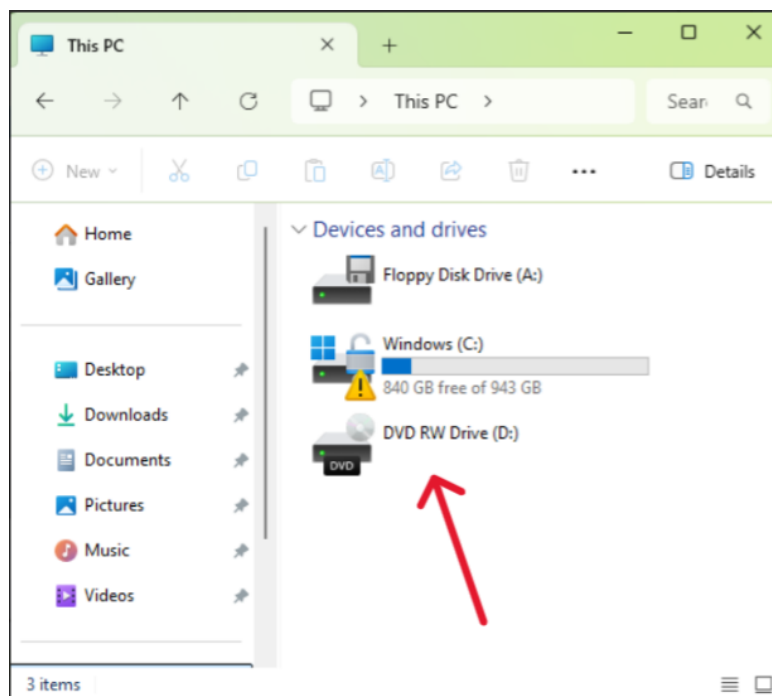 This PC
This PC
Sear
New
Details
Home
Gallery
Desktop
Downloads
Documents
Pictures
Music
Videos
Devices and drives
Floppy Disk Drive (A:)
Windows (C:)
840 GB free of 943 GB
DVD RW Drive (D:)
DVD
3 items